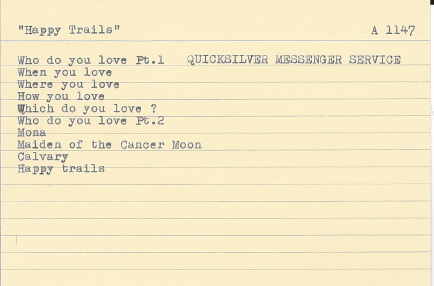 "Happy Trails" A 1147
Who do you love Pt.1 QUICKSILVER MESSENGER SERVICE
When you love
Where you love
How you love
Which do you love ?
Who do you love Pt.2
Mona
Maiden of the Cancer Moon
Calvary
Happy trails